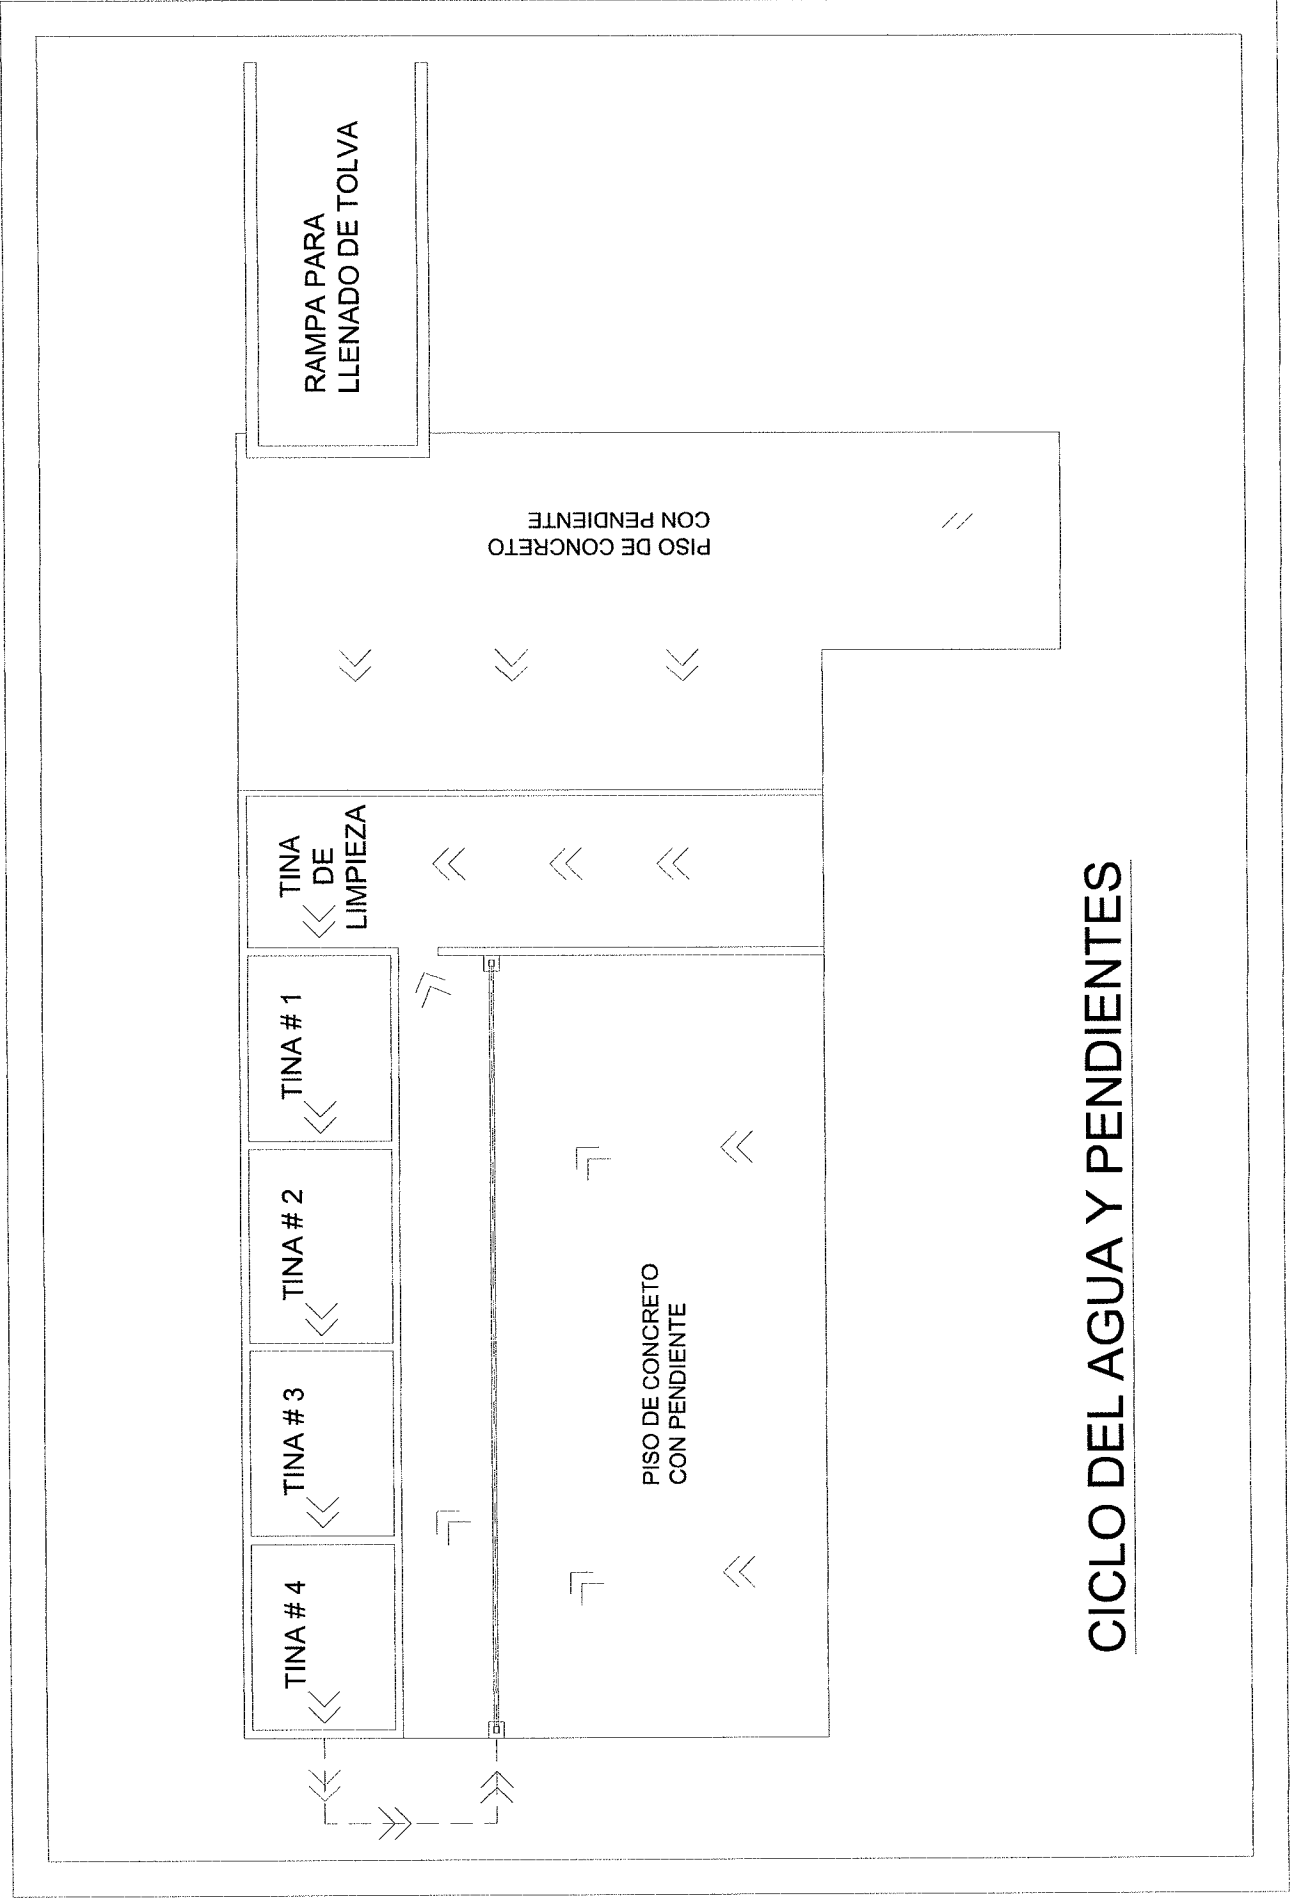 RAMPA PARA
LLENADO DE TOLVA
PISO DE CONCRETO
CON PENDIENTE
TINA
DE
LIMPIEZA
TINA # 1
TINA # 2
TINA # 3
TINA # 4
PISO DE CONCRETO
CON PENDIENTE
CICLO DEL AGUA Y PENDIENTES